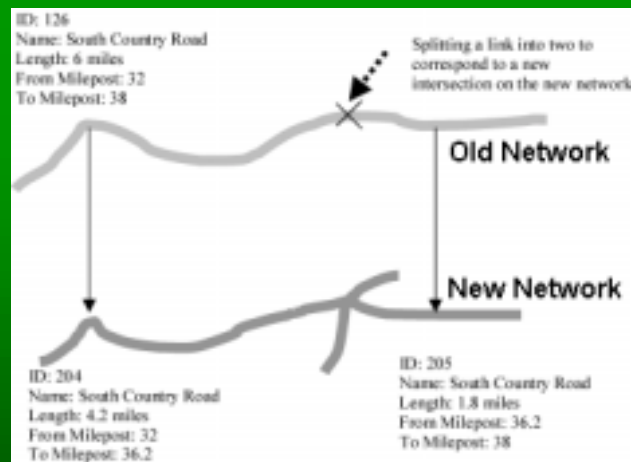 ID: 126
Name: South Country Road
Length: 6 miles
From Milepost: 32
To Milepost: 38
Splitting a link into two to
correspond to a new
intersection on the new network
Old Network
New Network
ID: 204
Name: South Country Road
Length: 4.2 miles
From Milepost: 32
To Milepost: 36.2
ID: 205
Name: South Country Road
Length: 1.8 miles
From Milepost: 36.2
To Milepost: 38